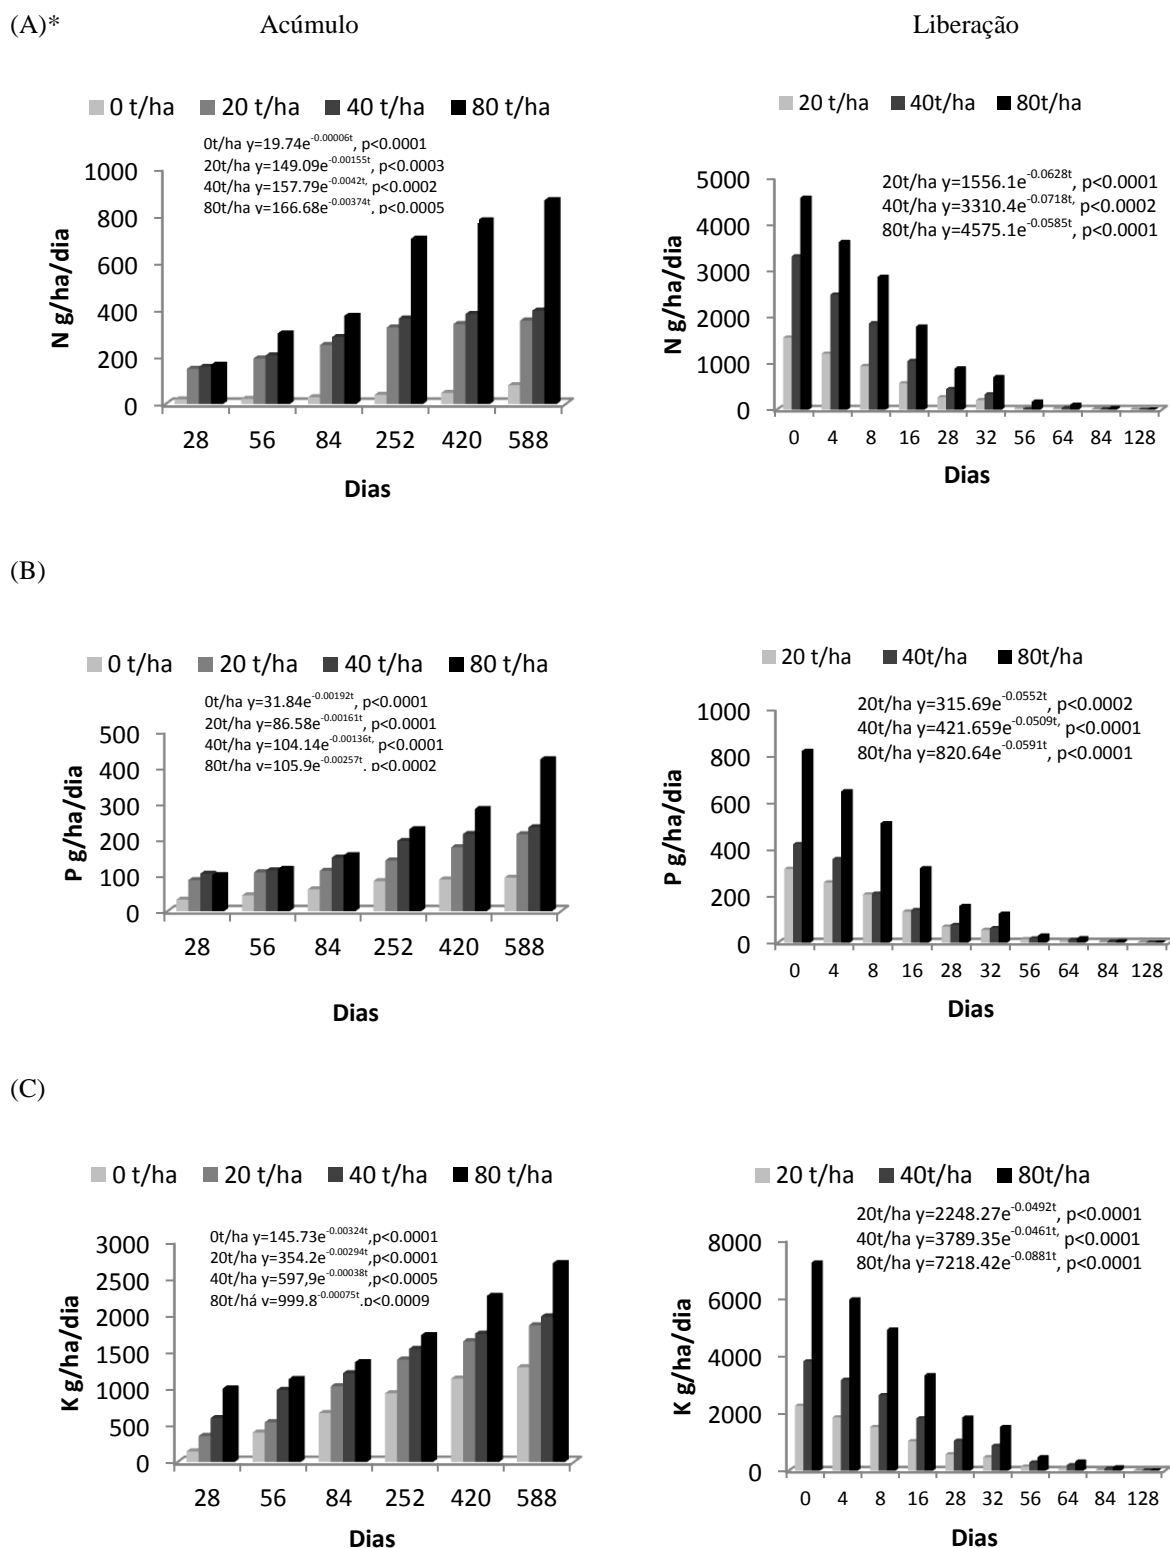 (A)* Acúmulo Liberação
0 t/ha 20 t/ha 40 t/ha 80 t/ha
0t/ha y=19.74e-0.00006t, p<0.0001
20t/ha y=149.09e-0.00155t, p<0.0003
40t/ha y=157.79e-0.0042t, p<0.0002
80t/ha y=166.68e-0.00374t, p<0.0005
N g/ha/dia
1000
800
600
400
200
0
28 56 84 252 420 588
Dias
20 t/ha 40t/ha 80t/ha
20t/ha y=1556.1e-0.0628t, p<0.0001
40t/ha y=3310.4e-0.0718t, p<0.0002
80t/ha y=4575.1e-0.0585t, p<0.0001
N g/ha/dia
5000
4000
3000
2000
1000
0
0 4 8 16 28 32 56 64 84 128
Dias
(B)
0 t/ha 20 t/ha 40 t/ha 80 t/ha
0t/ha y=31.84e-0.00192t, p<0.0001
20t/ha y=86.58e-0.00161t, p<0.0001
40t/ha y=104.14e-0.00136t, p<0.0001
80t/ha y=105.9e-0.00257t, p<0.0002
P g/ha/dia
500
400
300
200
100
0
28 56 84 252 420 588
Dias
20 t/ha 40t/ha 80t/ha
20t/ha y=315.69e-0.0552t, p<0.0002
40t/ha y=421.659e-0.0509t, p<0.0001
80t/ha y=820.64e-0.0591t, p<0.0001
P g/ha/dia
1000
800
600
400
200
0
0 4 8 16 28 32 56 64 84 128
Dias
(C)
0 t/ha 20 t/ha 40 t/ha 80 t/ha
0t/ha y=145.73e-0.00324t,p<0.0001
20t/ha y=354.2e-0.00294t,p<0.0001
40t/ha y=597,9e-0.00038t,p<0.0005
80t/há y=999.8-0.00075t.p<0.0009
K g/ha/dia
3000
2500
2000
1500
1000
500
0
28 56 84 252 420 588
Dias
20 t/ha 40t/ha 80t/ha
20t/ha y=2248.27e-0.0492t, p<0.0001
40t/ha y=3789.35e-0.0461t, p<0.0001
80t/ha y=7218.42e-0.0881t, p<0.0001
K g/ha/dia
8000
6000
4000
2000
0
0 4 8 16 28 32 56 64 84 128
Dias